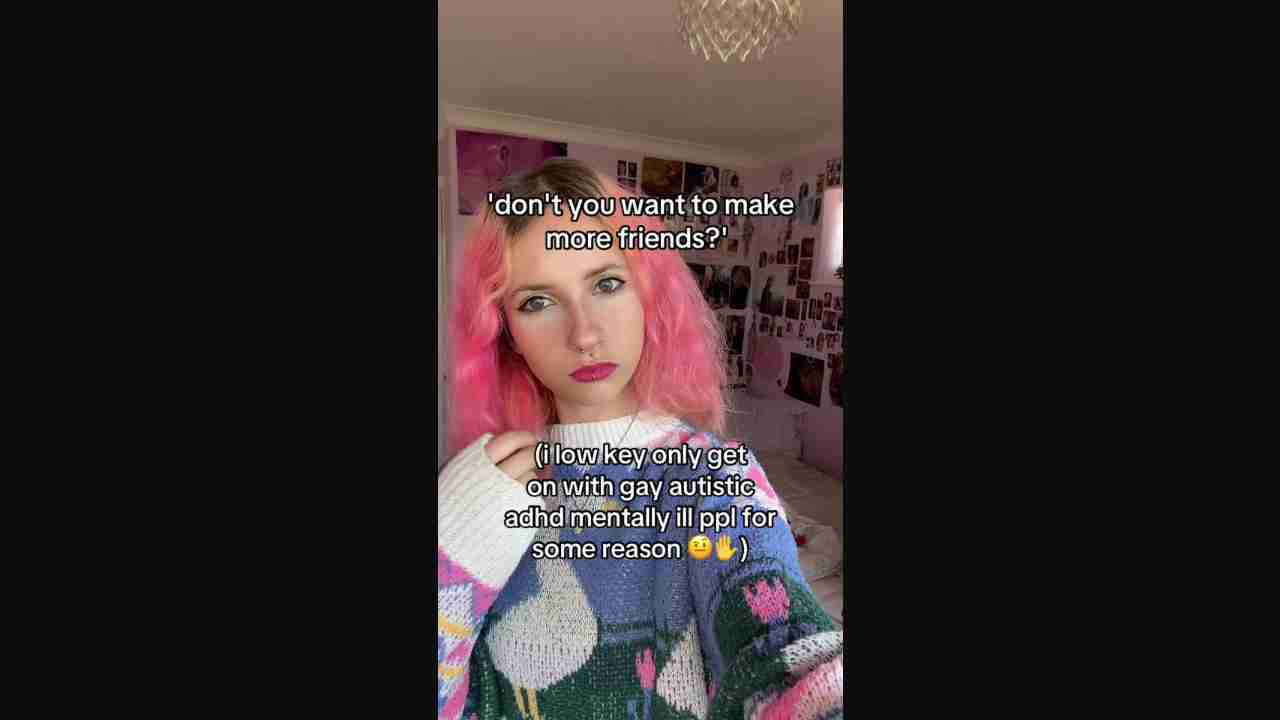 'don't you want to make
more friends?'
(i low key only get
on with gay autistic
adhd mentally ill ppl for
some reason 🤨✋)